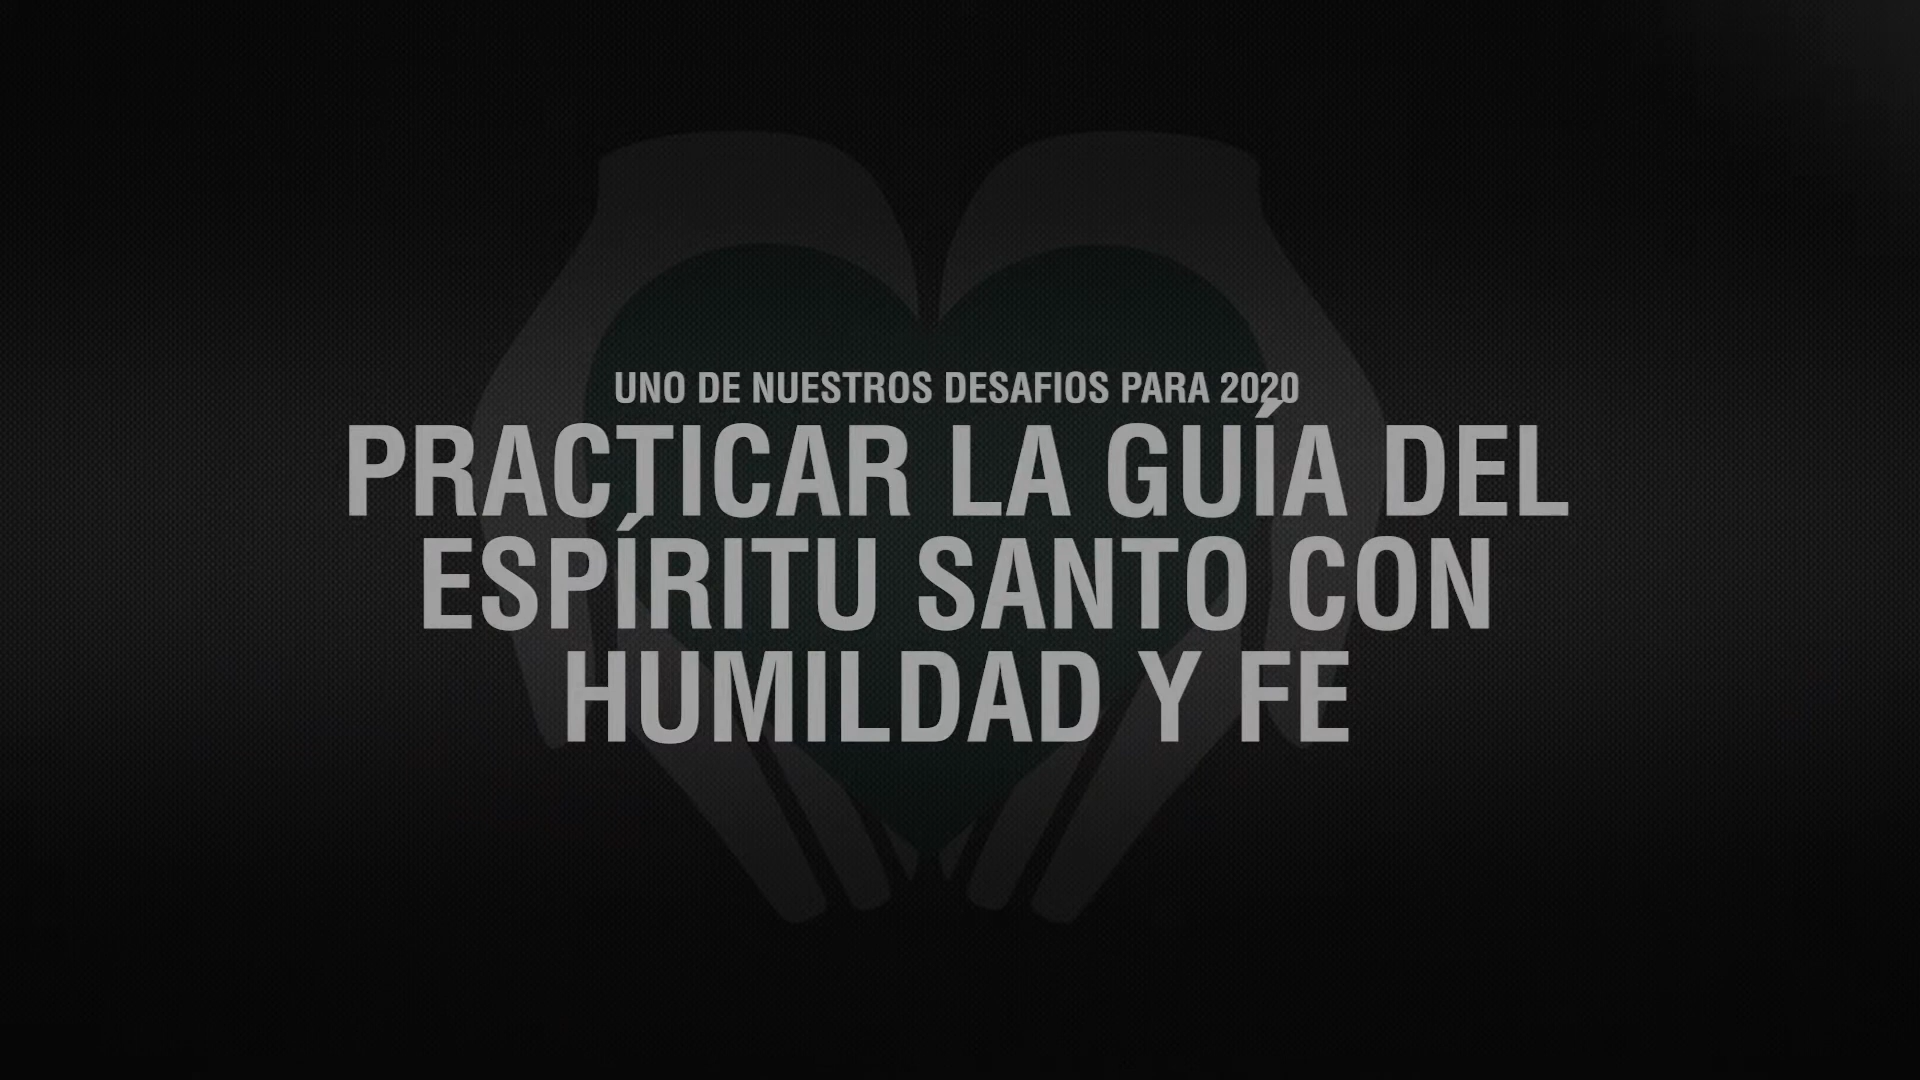 UNO DE NUESTROS DESAFIOS PARA 2020
PRACTICAR LA GUÍA DEL
ESPÍRITU SANTO CON
HUMILDAD Y FE